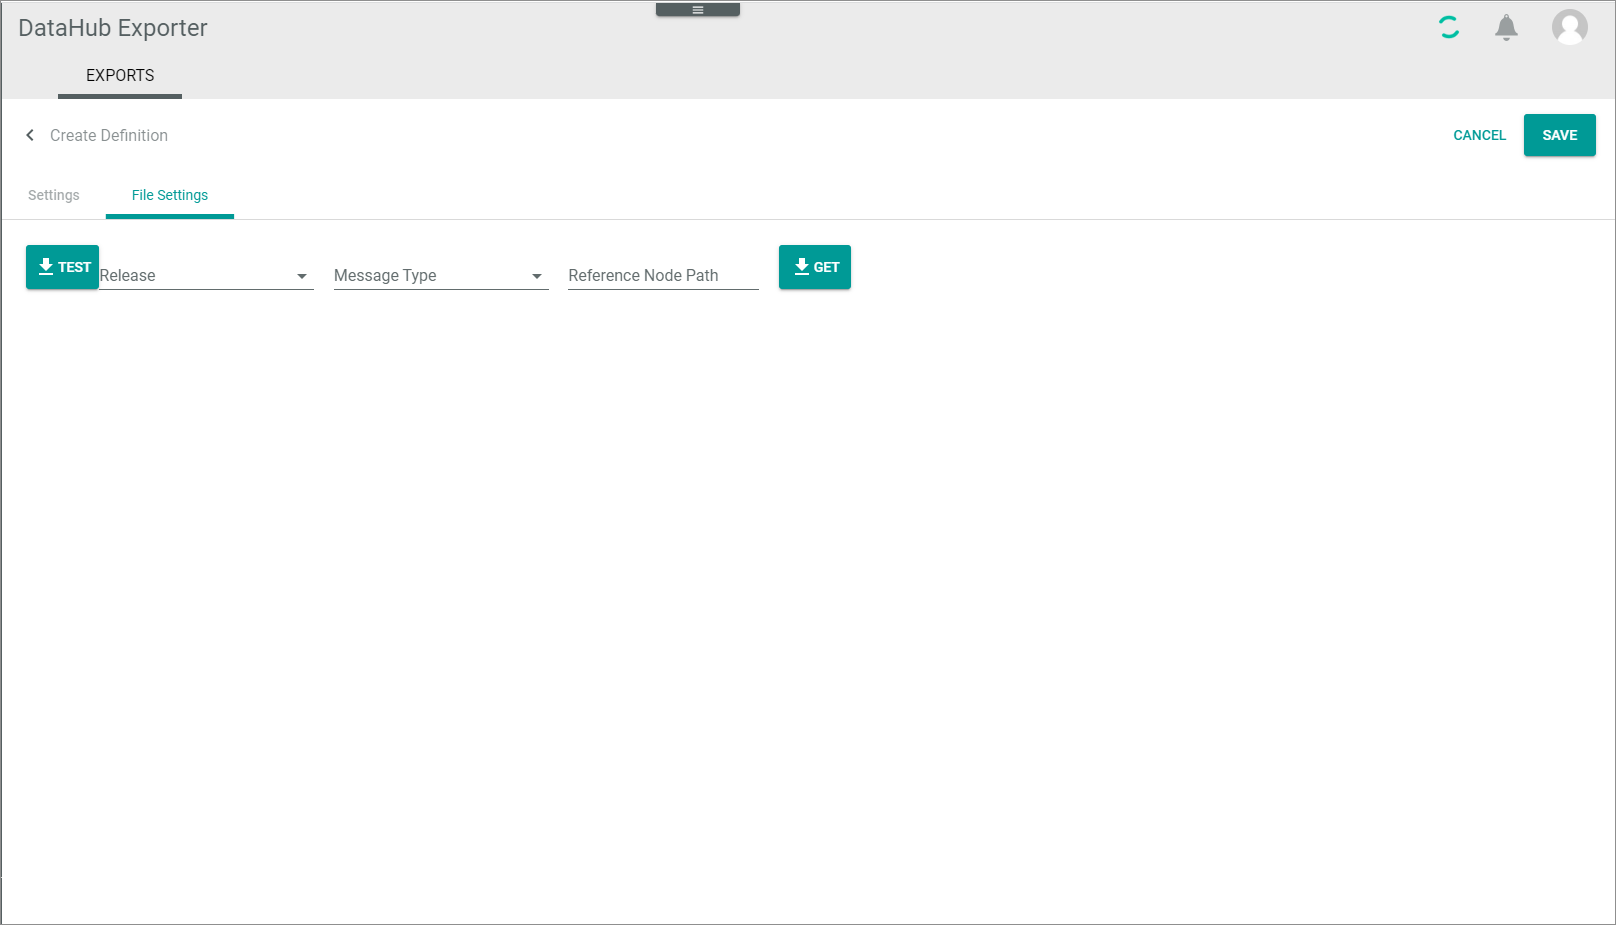 DataHub Exporter
EXPORTS
Create Definition
CANCEL
SAVE
Settings
File Settings
TEST
Release
Message Type
Reference Node Path
GET